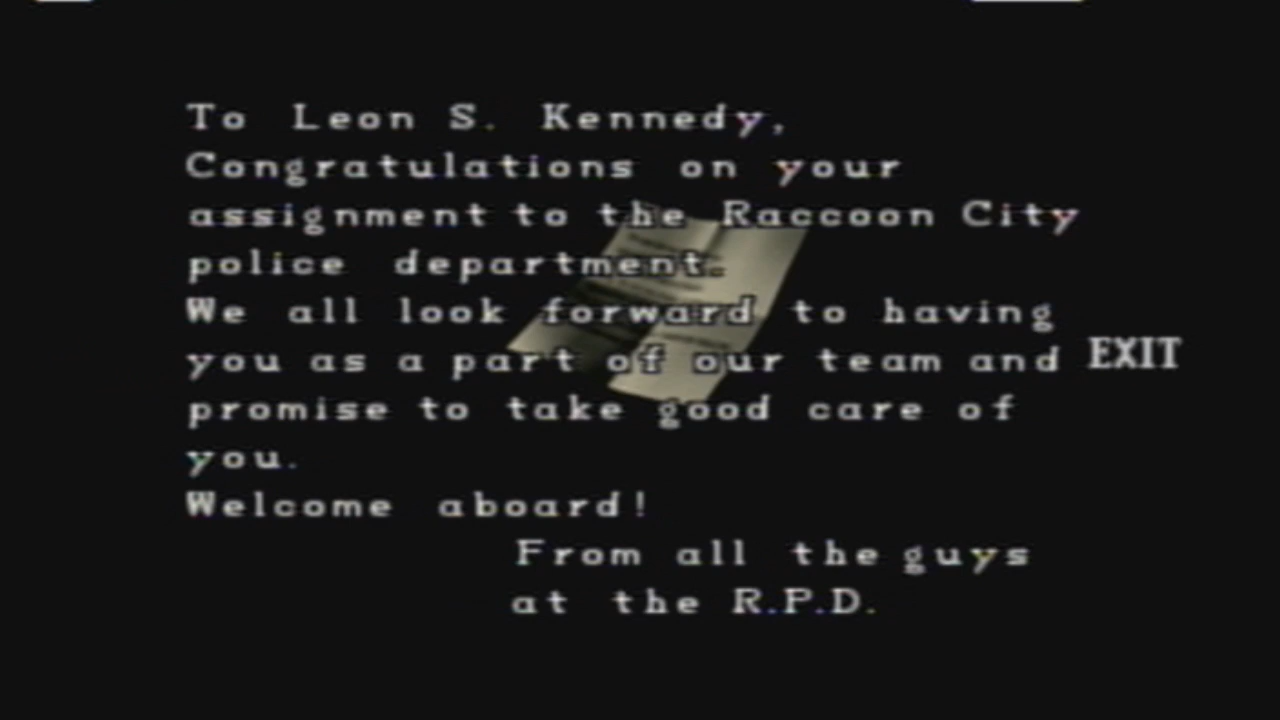 To Leon S. Kennedy,
Congratulations on your
assignment to the Raccoon City
police department.
We all look forward to having
you as a part of our team and
EXIT
promise to take good care of
you.
Welcome aboard!
From all the guys
at the R.P.D.